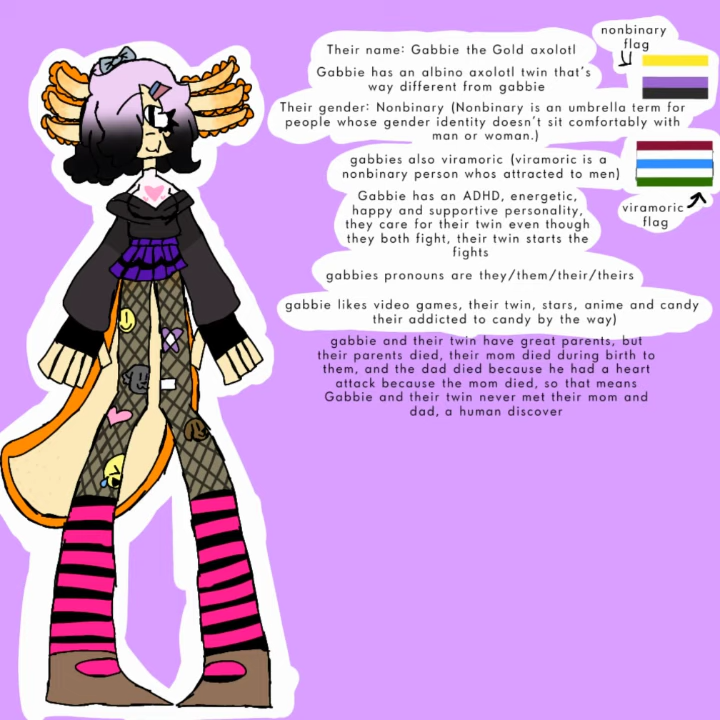 nonbinary
flag
Their name: Gabbie the Gold axolotl
Gabbie has an albino axolotl twin that's
way different from gabbie
Their gender: Nonbinary (Nonbinary is an umbrella term for
people whose gender identity doesn't sit comfortably with
man or woman.)
gabbies also viramoric (viramoric is a
nonbinary person whos attracted to men)
viramoric
flag
Gabbie has an ADHD, energetic,
happy and supportive personality,
they care for their twin even though
they both fight, their twin starts the
fights
gabbies pronouns are they/them/their/theirs
gabbie likes video games, their twin, stars, anime and candy
their addicted to candy by the way)
gabbie and their twin have great parents, but
their parents died, their mom died during birth to
them, and the dad died because he had a heart
attack because the mom died, so that means
Gabbie and their twin never met their mom and
dad, a human discover